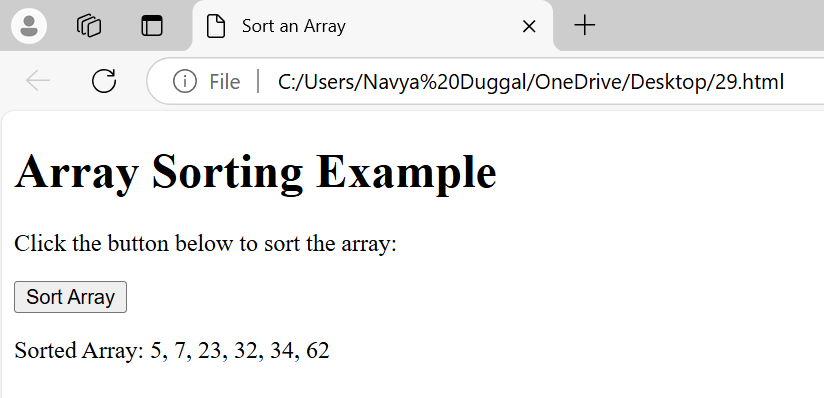 Sort an Array
File
C:/Users/Navya%20Duggal/OneDrive/Desktop/29.html
Array Sorting Example
Click the button below to sort the array:
Sort Array
Sorted Array: 5, 7, 23, 32, 34, 62